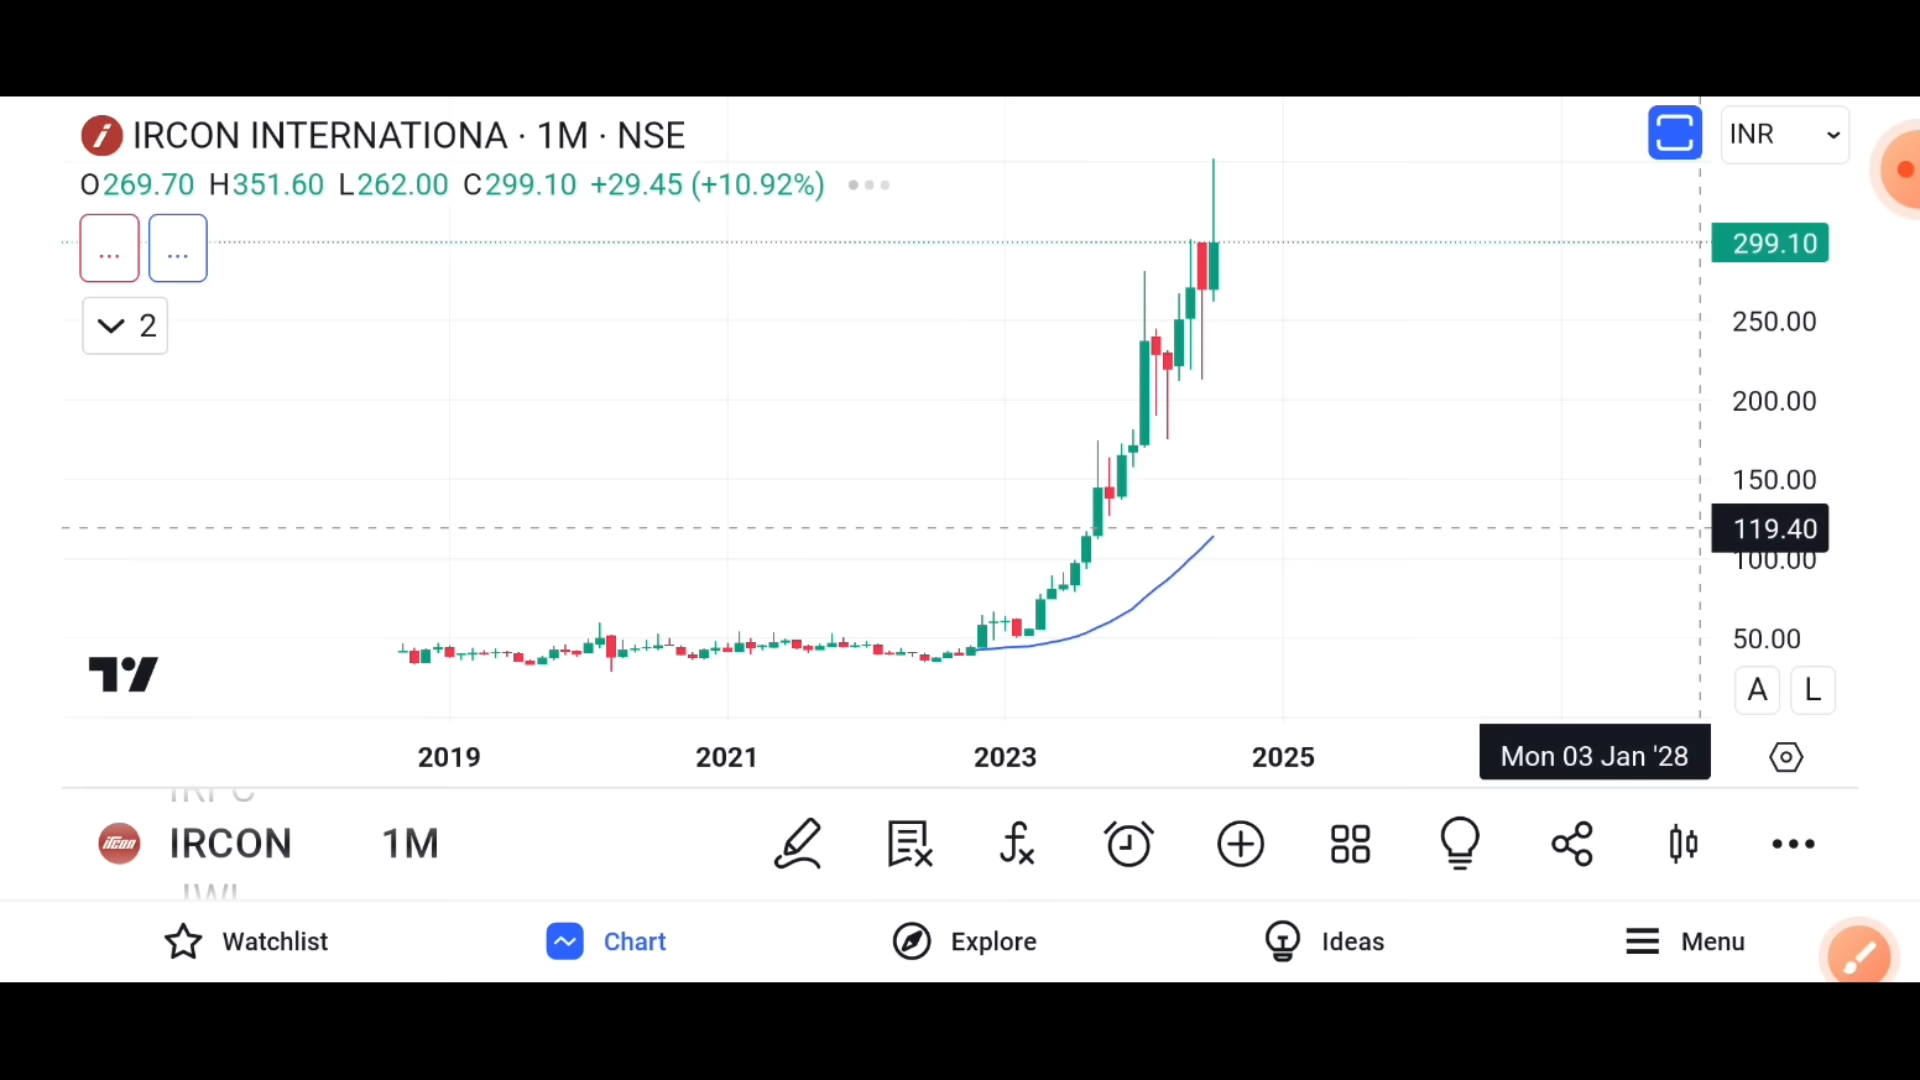 IRCON INTERNATIONA · 1M · NSE
INR
O269.70 H351.60 L262.00 C299.10 +29.45 (+10.92%)
... ...
2
299.10
250.00
200.00
150.00
119.40
100.00
50.00
A L
2019 2021 2023 2025 Mon 03 Jan '28
IRFC
IRCON 1M
Watchlist Chart Explore Ideas Menu